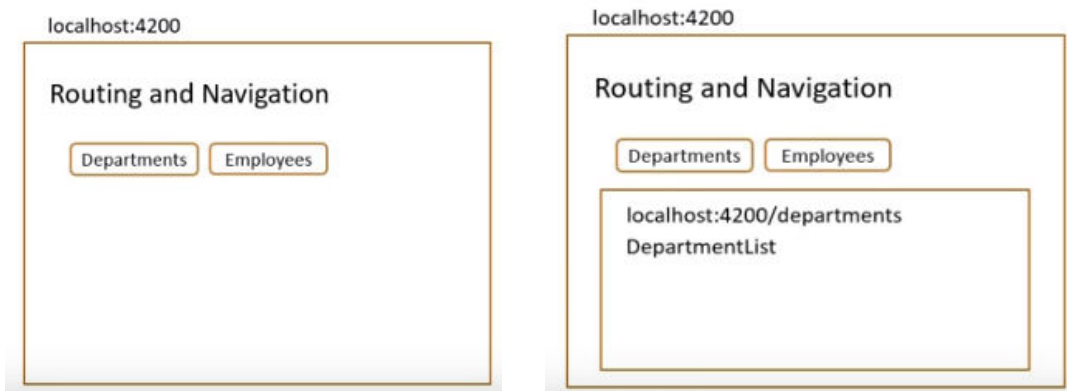 localhost:4200
Routing and Navigation
Departments Employees
localhost:4200
Routing and Navigation
Departments Employees
localhost:4200/departments
DepartmentList